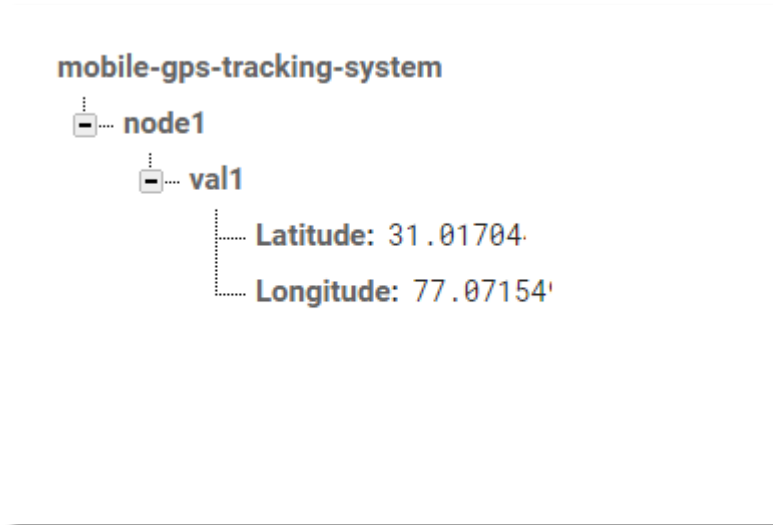 mobile-gps-tracking-system
node1
val1
Latitude: 31.01704
Longitude: 77.07154